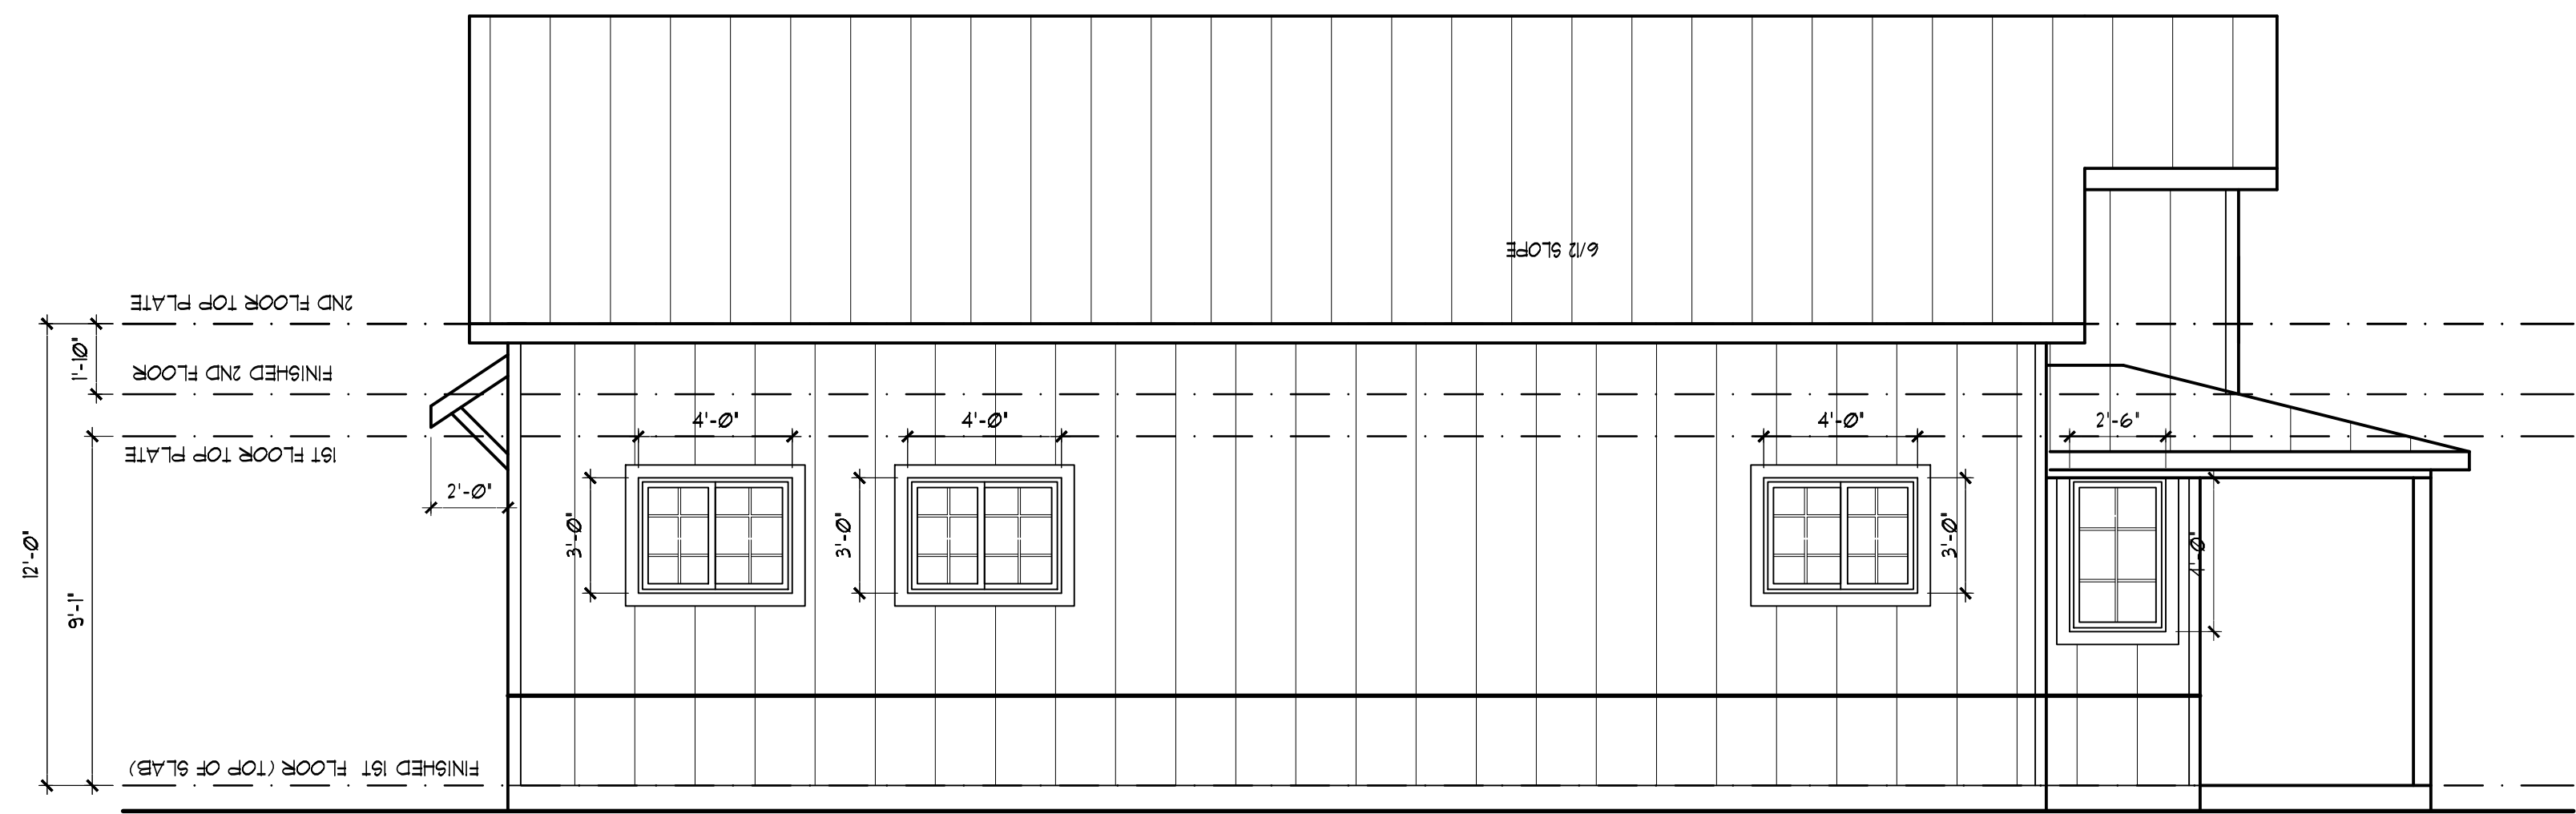 6/12 SLOPE
2ND FLOOR TOP PLATE
1'-10"
FINISHED 2ND FLOOR
4'-0"
4'-0"
4'-0"
2'-6"
1ST FLOOR TOP PLATE
2'-0"
3'-0"
3'-0"
3'-0"
4'-0"
12'-0"
9'-1"
FINISHED 1ST FLOOR (TOP OF SLAB)